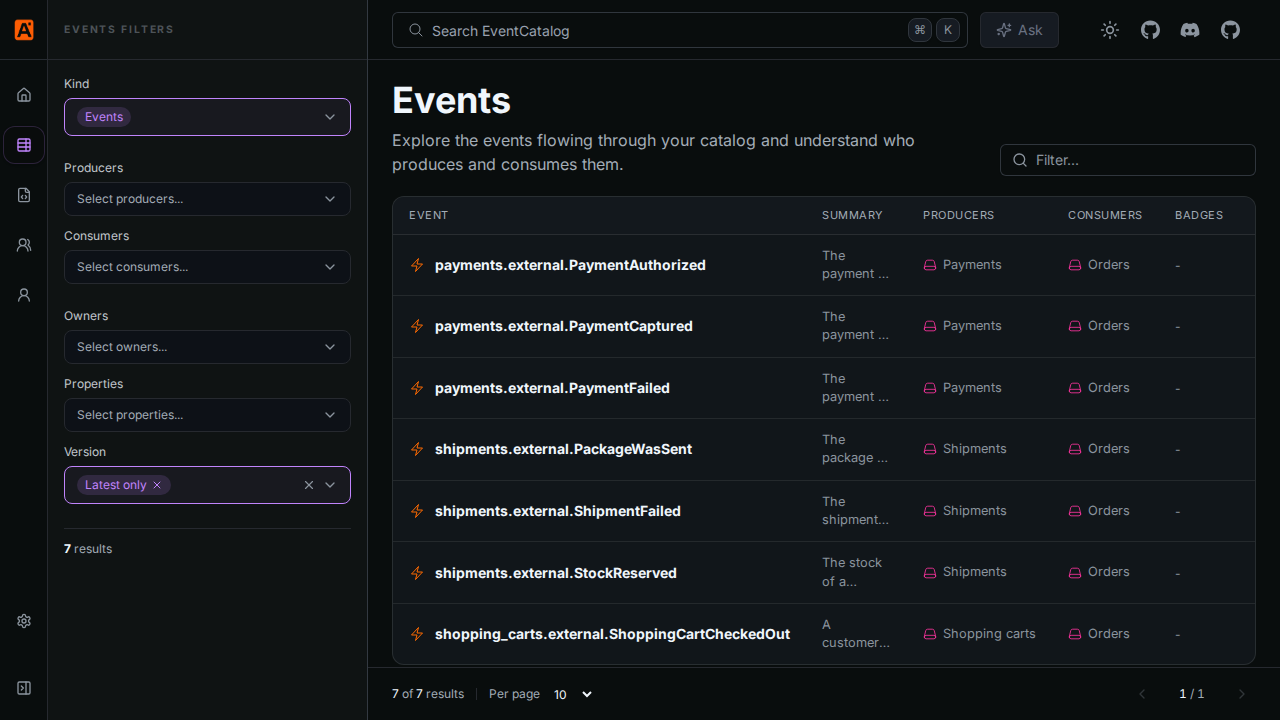 EVENTS FILTERS
Search EventCatalog
⌘ K
Ask
Kind
Events
Producers
Select producers...
Consumers
Select consumers...
Owners
Select owners...
Properties
Select properties...
Version
Latest only
7 results
Events
Explore the events flowing through your catalog and understand who
produces and consumes them.
Filter...
EVENT SUMMARY PRODUCERS CONSUMERS BADGES
payments.external.PaymentAuthorized The payment ... Payments Orders -
payments.external.PaymentCaptured The payment ... Payments Orders -
payments.external.PaymentFailed The payment ... Payments Orders -
shipments.external.PackageWasSent The package ... Shipments Orders -
shipments.external.ShipmentFailed The shipment... Shipments Orders -
shipments.external.StockReserved The stock of a... Shipments Orders -
shopping_carts.external.ShoppingCartCheckedOut A customer... Shopping carts Orders -
7 of 7 results Per page 10 1 / 1